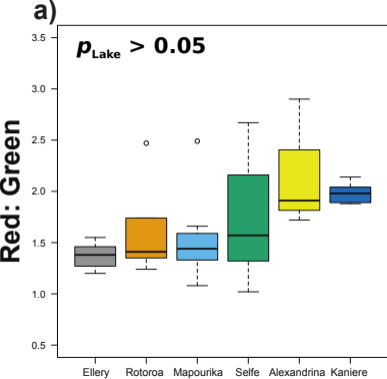 a)
pLake > 0.05
Red: Green
3.5
3.0
2.5
2.0
1.5
1.0
0.5
Ellery Rotoroa Mapourika Selfe Alexandrina Kaniere